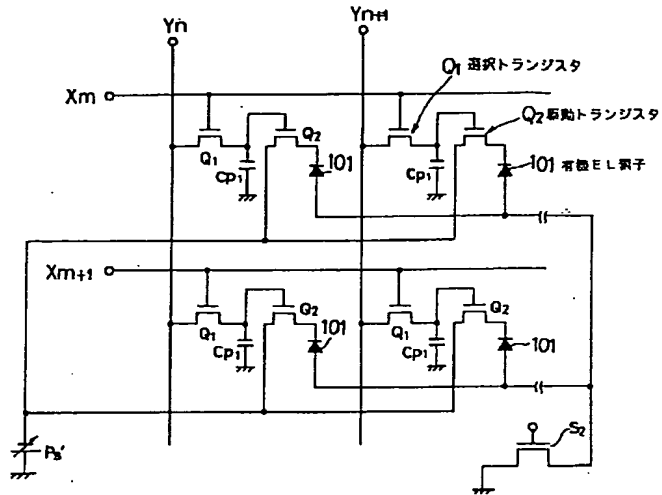 Yn
Yn+1
Xm
Q1 選択トランジスタ
Q2 駆動トランジスタ
Q1
Cp1
Q2
101
Cp1
101 有機EL素子
Xm+1
Q1
Cp1
Q2
101
Q1
Cp1
Q2
101
Ps'
S2